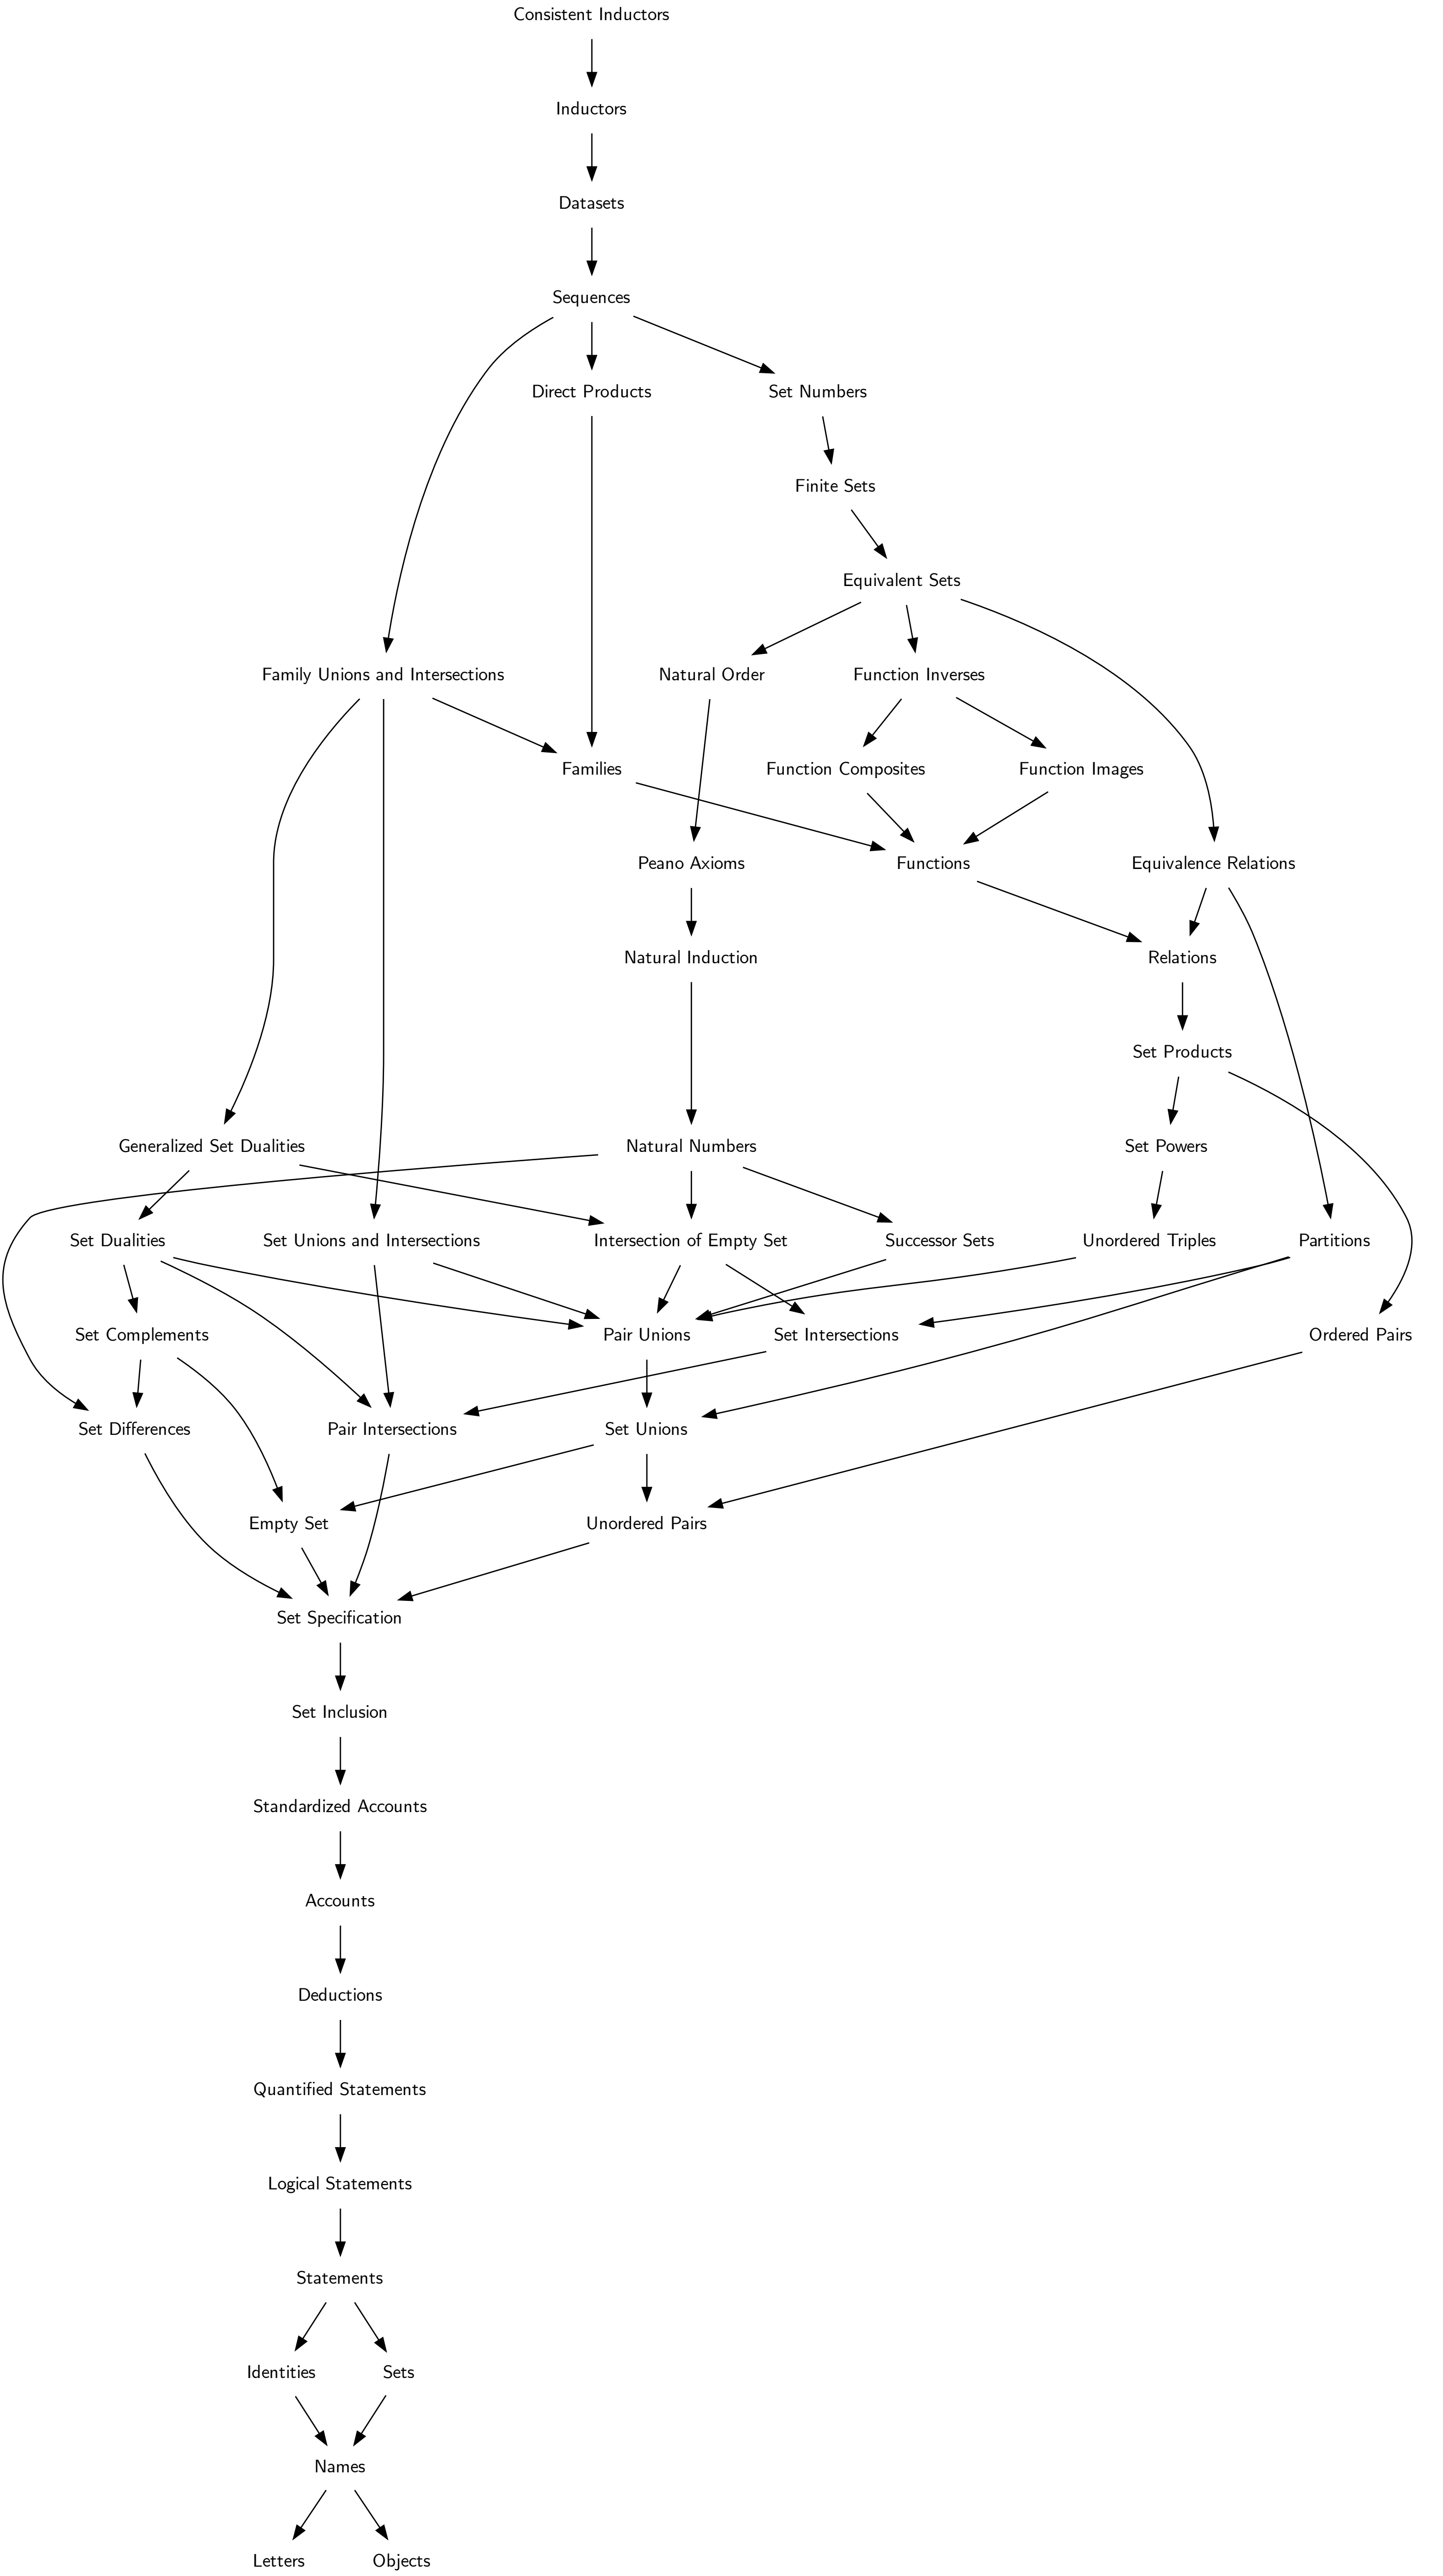 Consistent Inductors
Inductors
Datasets
Sequences
Direct Products
Set Numbers
Finite Sets
Equivalent Sets
Family Unions and Intersections
Natural Order
Function Inverses
Families
Function Composites
Function Images
Peano Axioms
Functions
Equivalence Relations
Natural Induction
Relations
Set Products
Generalized Set Dualities
Natural Numbers
Set Powers
Set Dualities
Set Unions and Intersections
Intersection of Empty Set
Successor Sets
Unordered Triples
Partitions
Set Complements
Pair Unions
Set Intersections
Ordered Pairs
Set Differences
Pair Intersections
Set Unions
Empty Set
Unordered Pairs
Set Specification
Set Inclusion
Standardized Accounts
Accounts
Deductions
Quantified Statements
Logical Statements
Statements
Identities
Sets
Names
Letters
Objects